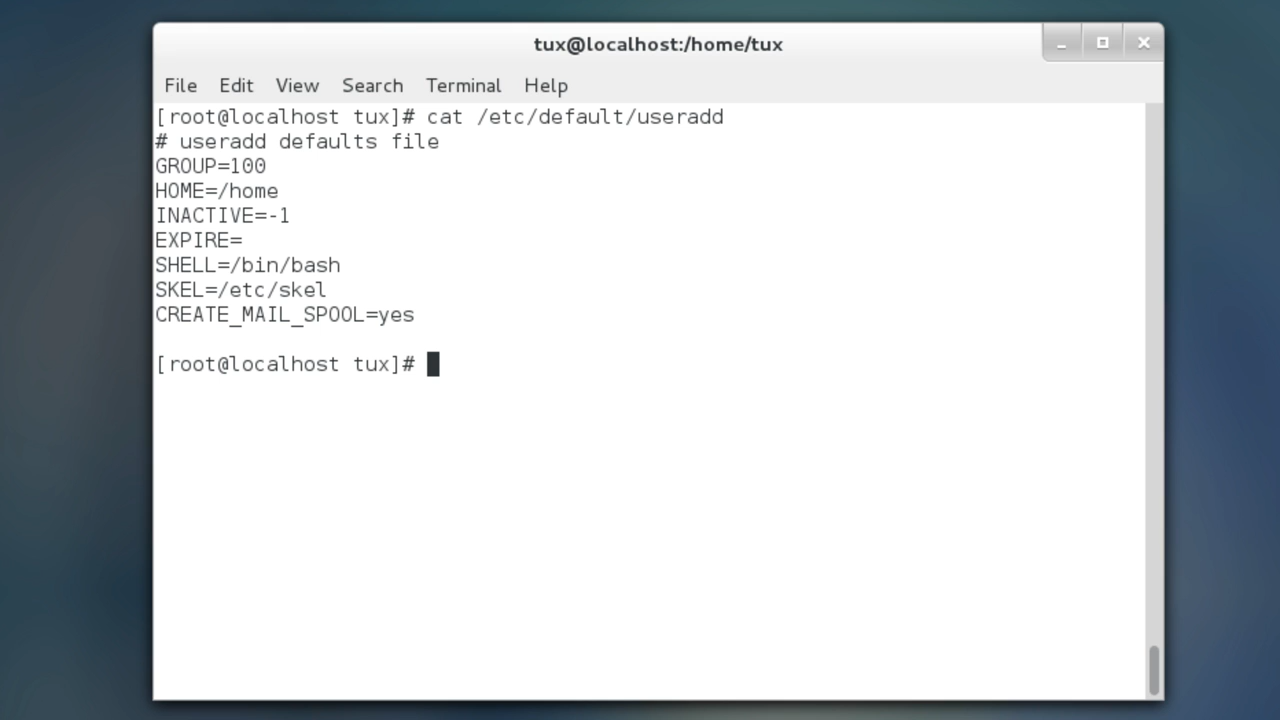 tux@localhost:/home/tux
File Edit View Search Terminal Help
[root@localhost tux]# cat /etc/default/useradd
# useradd defaults file
GROUP=100
HOME=/home
INACTIVE=-1
EXPIRE=
SHELL=/bin/bash
SKEL=/etc/skel
CREATE_MAIL_SPOOL=yes
[root@localhost tux]#